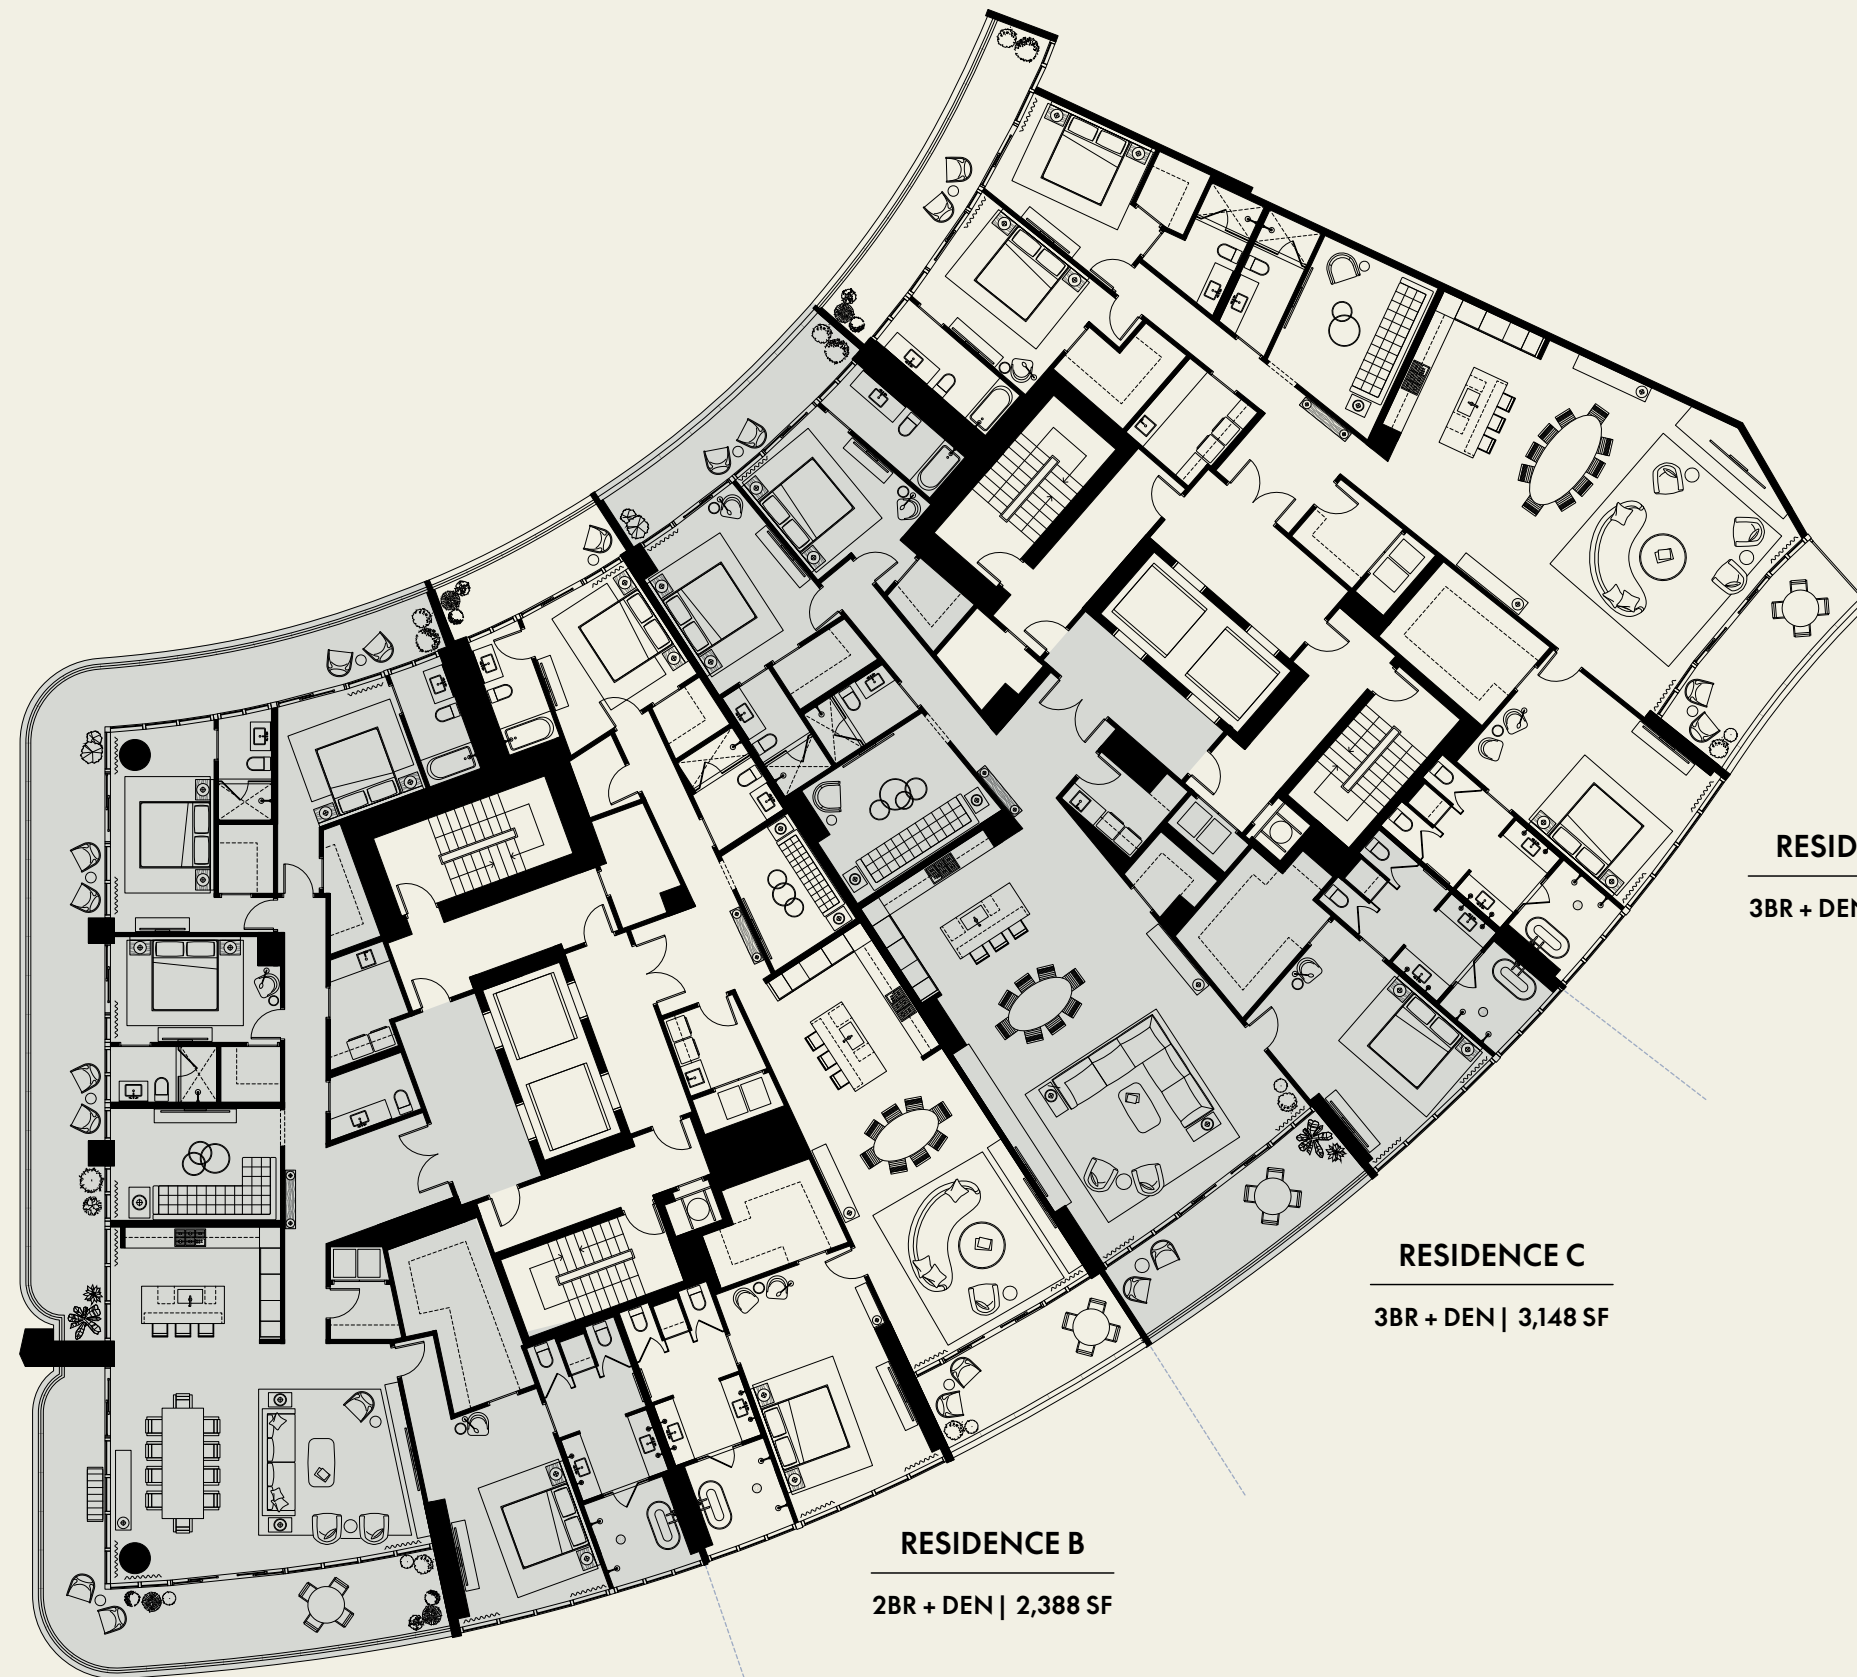 RESID
3BR + DEN
RESIDENCE C
3BR + DEN | 3,148 SF
RESIDENCE B
2BR + DEN | 2,388 SF